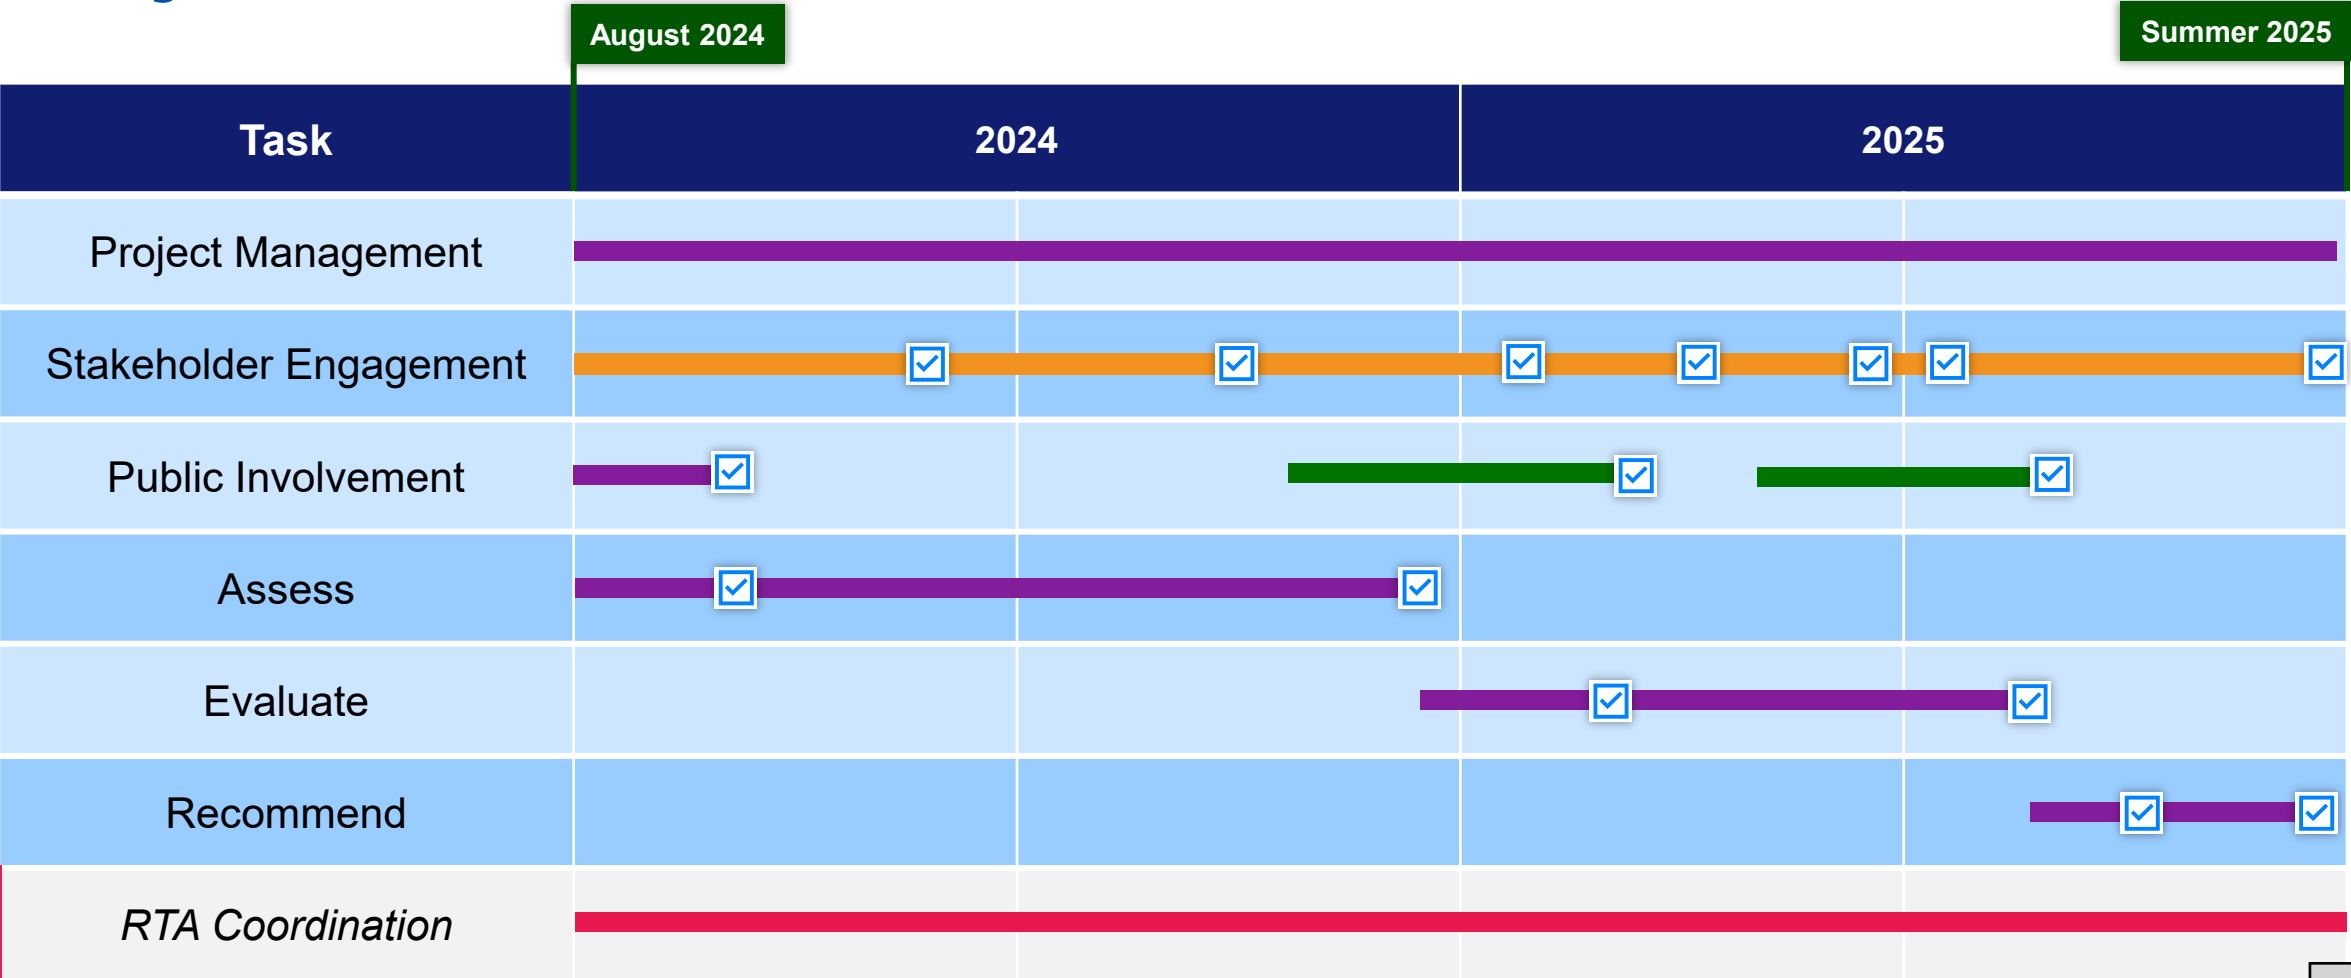 August 2024
Summer 2025
Task
2024
2025
Project Management
Stakeholder Engagement
Public Involvement
Assess
Evaluate
Recommend
RTA Coordination